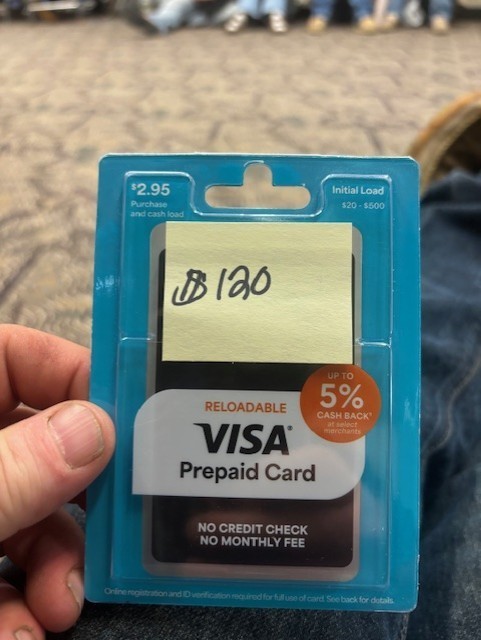 $2.95
Purchase
and cash load
Initial Load
$20 - $500
$120
UP TO
5%
CASH BACK*
at select
merchants
RELOADABLE
VISA®
Prepaid Card
NO CREDIT CHECK
NO MONTHLY FEE
Online registration and ID verification required for full use of card. See back for details.